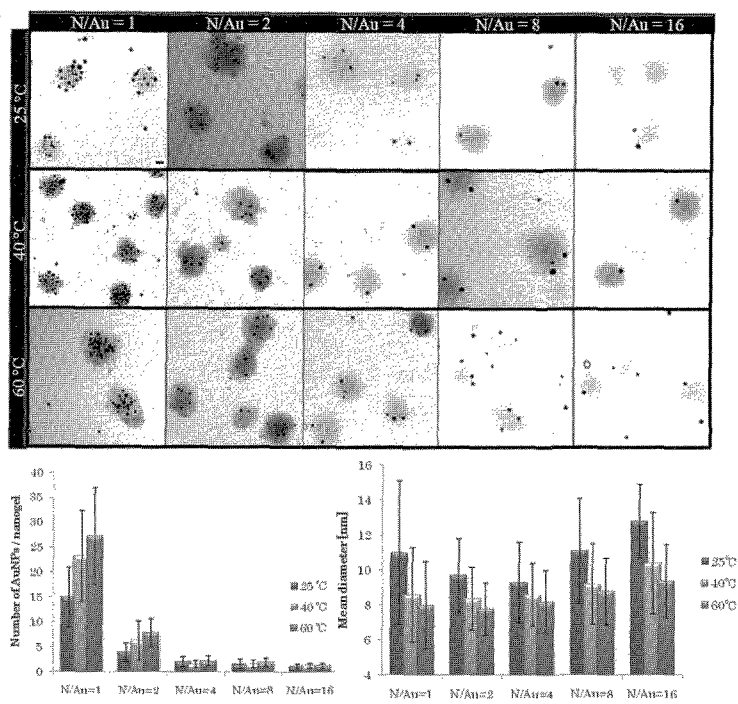 N/Au = 1 N/Au = 2 N/Au = 4 N/Au = 8 N/Au = 16
25 °C
40 °C
60 °C
Number of AuNPs / nanogel
40
35
30
25
20
15
10
5
0
N/Au=1 N/Au=2 N/Au=4 N/Au=8 N/Au=16
25 ℃
40 ℃
60 ℃
Mean diameter [nm]
16
14
12
10
8
6
4
N/Au=1 N/Au=2 N/Au=4 N/Au=8 N/Au=16
25℃
40℃
60℃